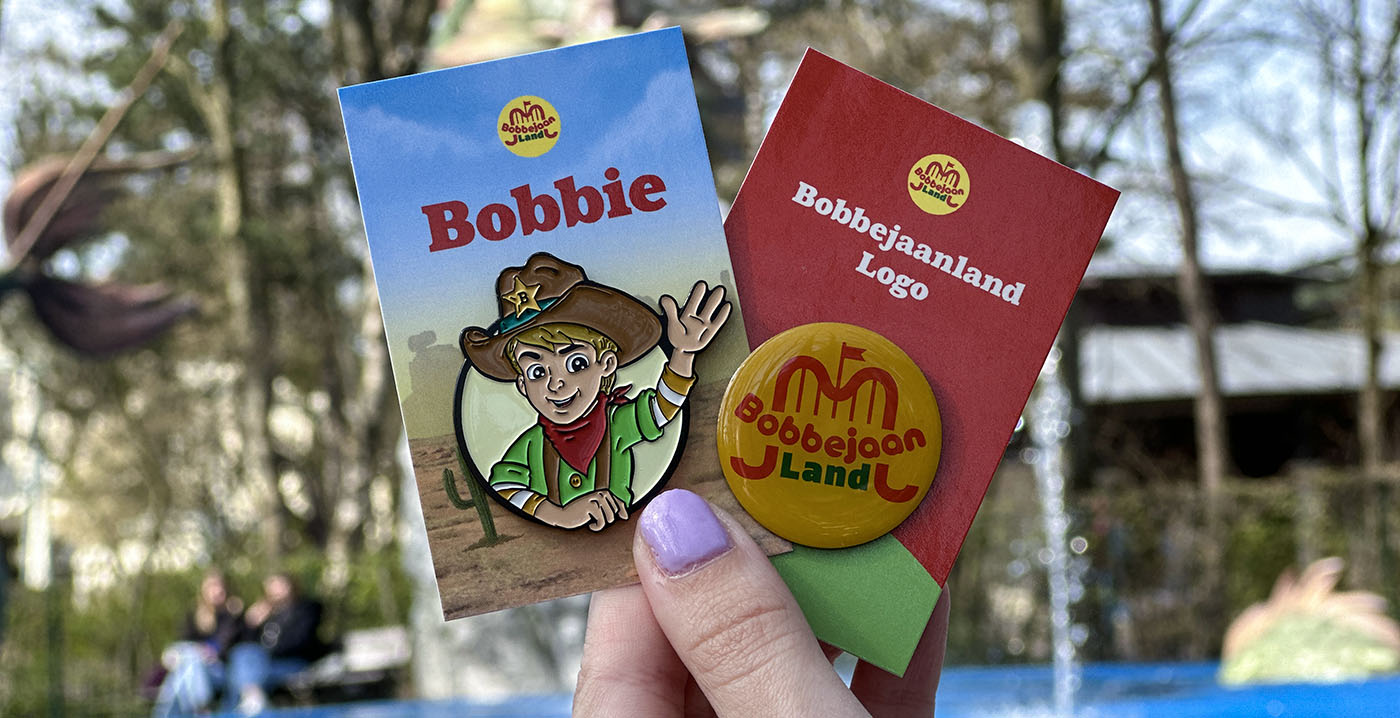 Bobbejaan
Land
Bobbie
B
Bobbejaan
Land
Bobbejaanland
Logo
Bobbejaan
Land